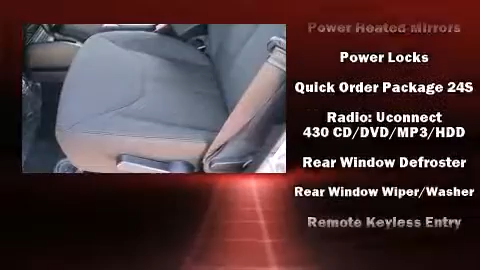 Power Heated Mirrors
Power Locks
Quick Order Package 24S
Radio: Uconnect
430 CD/DVD/MP3/HDD
Rear Window Defroster
Rear Window Wiper/Washer
Remote Keyless Entry